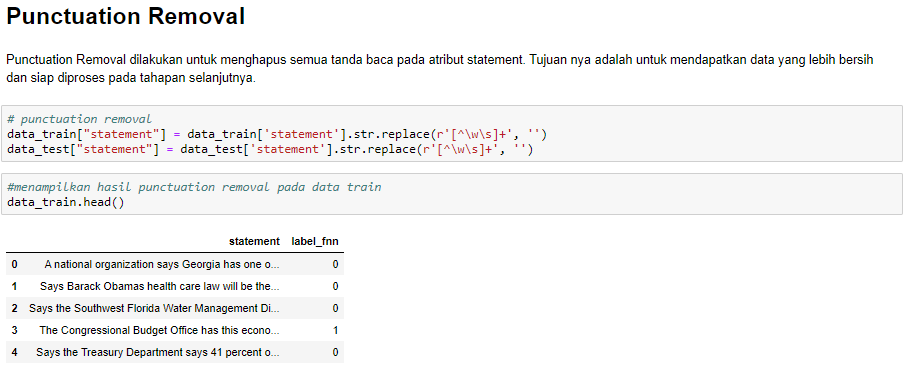 Punctuation Removal
Punctuation Removal dilakukan untuk menghapus semua tanda baca pada atribut statement. Tujuan nya adalah untuk mendapatkan data yang lebih bersih
dan siap diproses pada tahapan selanjutnya.
# punctuation removal
data_train["statement"] = data_train['statement'].str.replace(r'[^\w\s]+', '')
data_test["statement"] = data_test['statement'].str.replace(r'[^\w\s]+', '')
#menampilkan hasil punctuation removal pada data train
data_train.head()
statement label_fnn
0 A national organization says Georgia has one o... 0
1 Says Barack Obamas health care law will be the... 0
2 Says the Southwest Florida Water Management Di... 0
3 The Congressional Budget Office has this econo... 1
4 Says the Treasury Department says 41 percent o... 0